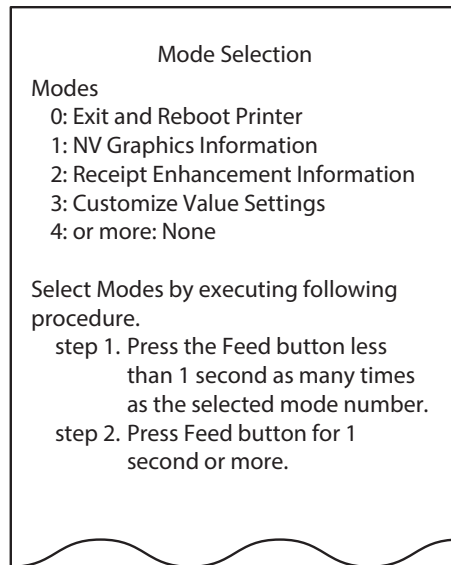 Mode Selection
Modes
0: Exit and Reboot Printer
1: NV Graphics Information
2: Receipt Enhancement Information
3: Customize Value Settings
4: or more: None
Select Modes by executing following
procedure.
step 1. Press the Feed button less
than 1 second as many times
as the selected mode number.
step 2. Press Feed button for 1
second or more.